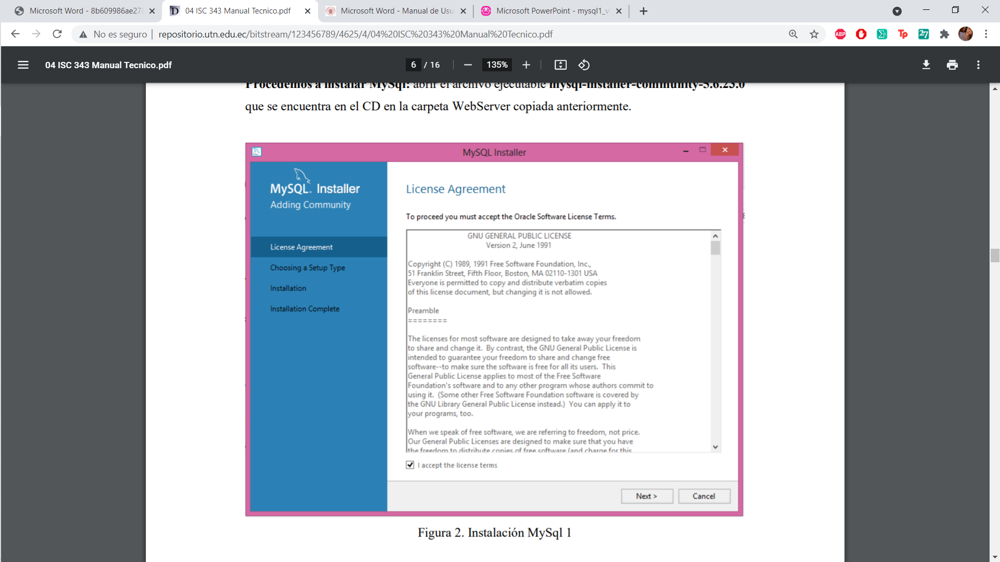 Microsoft Word - 8b609986ae278
04 ISC 343 Manual Tecnico.pdf
Microsoft Word - Manual de Usu
Microsoft PowerPoint - mysql1_v
No es seguro
repositorio.utn.edu.ec/bitstream/123456789/4625/4/04%20ISC%20343%20Manual%20Tecnico.pdf
ABP
Tp
27
04 ISC 343 Manual Tecnico.pdf
6 / 16
135%
Procedemos a instalar MySql: abrir el archivo ejecutable mysql-installer-community-5.6.23.0
que se encuentra en el CD en la carpeta WebServer copiada anteriormente.
MySQL Installer
MySQL. Installer
Adding Community
License Agreement
Choosing a Setup Type
Installation
Installation Complete
License Agreement
To proceed you must accept the Oracle Software License Terms.
GNU GENERAL PUBLIC LICENSE
Version 2, June 1991
Copyright (C) 1989, 1991 Free Software Foundation, Inc.,
51 Franklin Street, Fifth Floor, Boston, MA 02110-1301 USA
Everyone is permitted to copy and distribute verbatim copies
of this license document, but changing it is not allowed.
Preamble
========
The licenses for most software are designed to take away your freedom
to share and change it.  By contrast, the GNU General Public License is
intended to guarantee your freedom to share and change free
software--to make sure the software is free for all its users.  This
General Public License applies to most of the Free Software
Foundation's software and to any other program whose authors commit to
using it.  (Some other Free Software Foundation software is covered by
the GNU Library General Public License instead.)  You can apply it to
your programs, too.
When we speak of free software, we are referring to freedom, not price.
Our General Public Licenses are designed to make sure that you have
the freedom to distribute copies of free software (and charge for this
I accept the license terms
Next >
Cancel
Figura 2. Instalación MySql 1